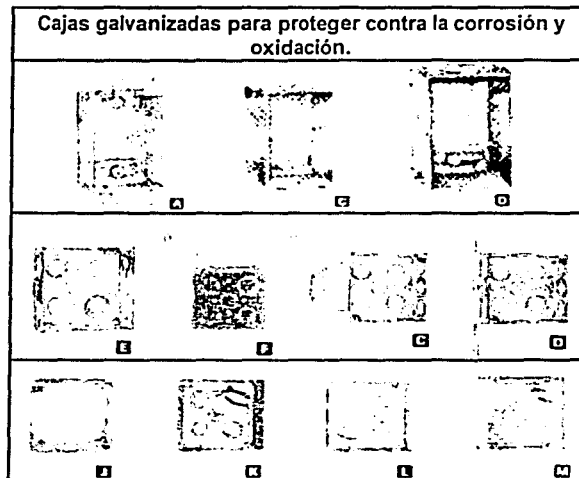 Cajas galvanizadas para proteger contra la corrosión y
oxidación.
A C D
E F C D
J K L M